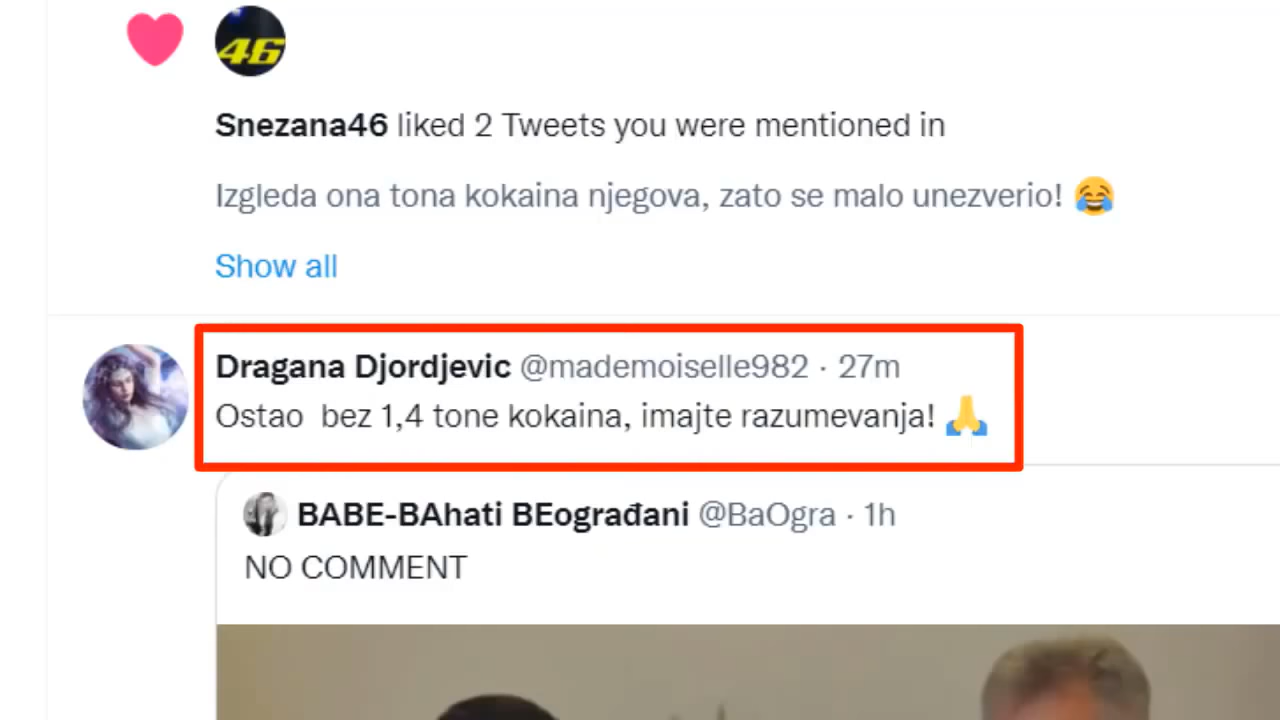 46
Snezana46 liked 2 Tweets you were mentioned in
Izgleda ona tona kokaina njegova, zato se malo unezverio! 😂
Show all
Dragana Djordjevic @mademoiselle982 · 27m
Ostao  bez 1,4 tone kokaina, imajte razumevanja! 🙏
BABE-BAhati BEograđani @BaOgra · 1h
NO COMMENT